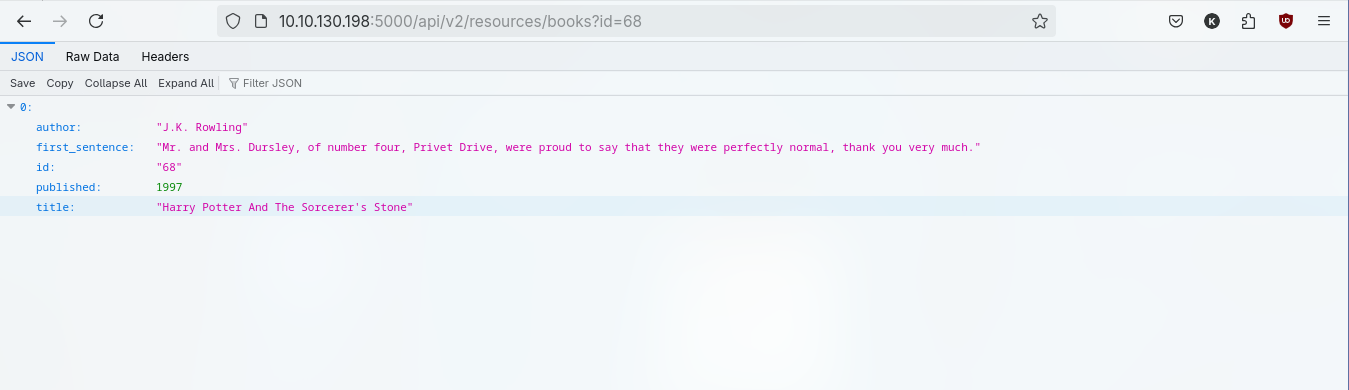 10.10.130.198:5000/api/v2/resources/books?id=68
K
UD
JSON Raw Data Headers
Save Copy Collapse All Expand All Filter JSON
0:
author: "J.K. Rowling"
first_sentence: "Mr. and Mrs. Dursley, of number four, Privet Drive, were proud to say that they were perfectly normal, thank you very much."
id: "68"
published: 1997
title: "Harry Potter And The Sorcerer's Stone"